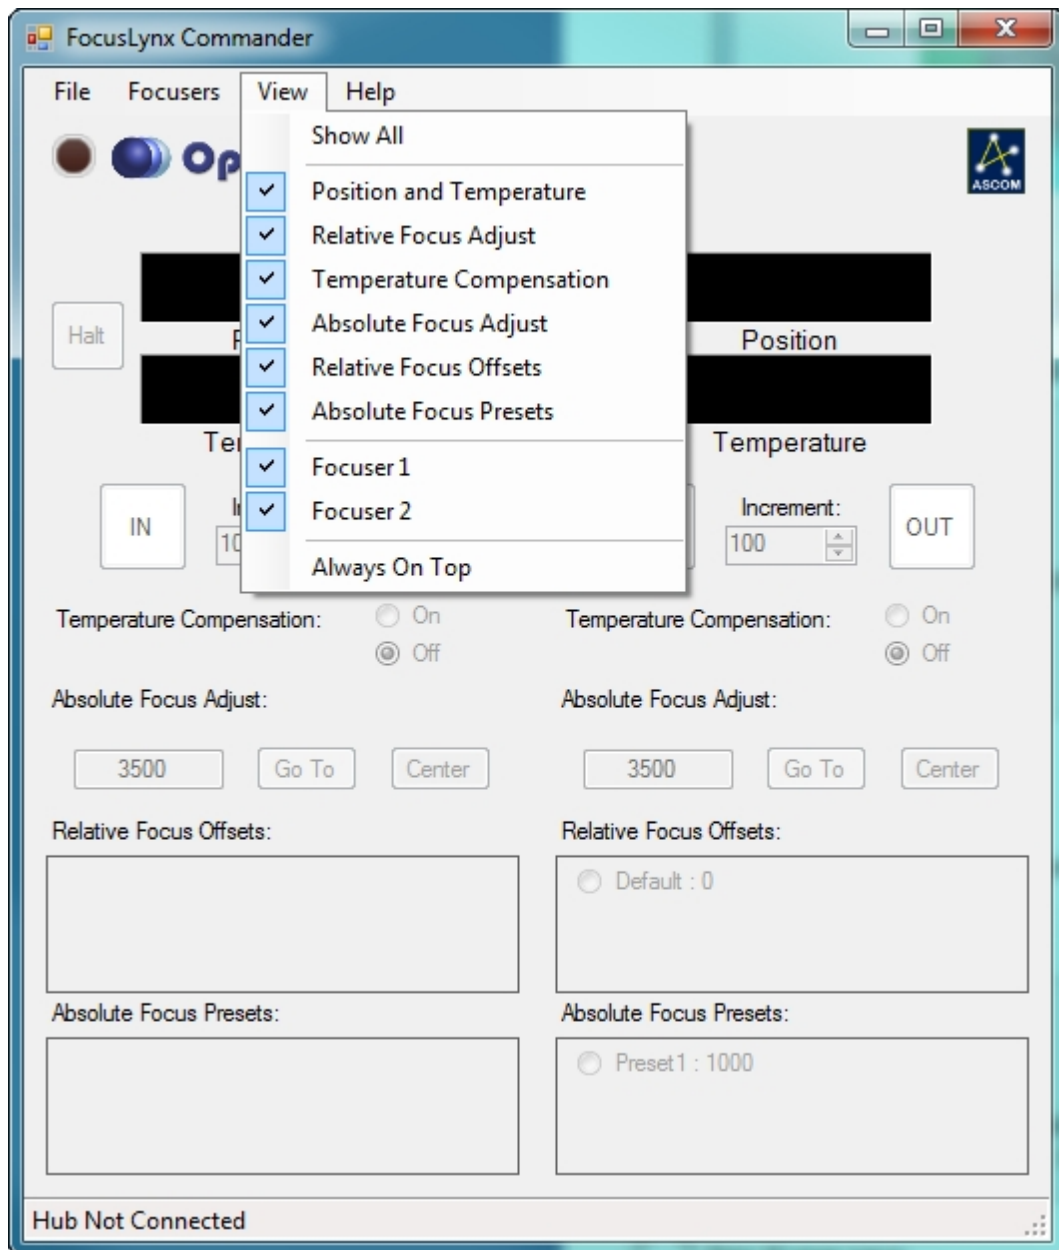 FocusLynx Commander
File Focusers View Help
Show All
Op
ASCOM
Position and Temperature
Relative Focus Adjust
Temperature Compensation
Absolute Focus Adjust
Relative Focus Offsets
Absolute Focus Presets
Focuser 1
Focuser 2
Always On Top
Halt
Position
Te
Temperature
IN
10
Increment:
100
OUT
Temperature Compensation: On
Off
Temperature Compensation: On
Off
Absolute Focus Adjust: Absolute Focus Adjust:
3500 Go To Center 3500 Go To Center
Relative Focus Offsets: Relative Focus Offsets:
Default : 0
Absolute Focus Presets: Absolute Focus Presets:
Preset1 : 1000
Hub Not Connected